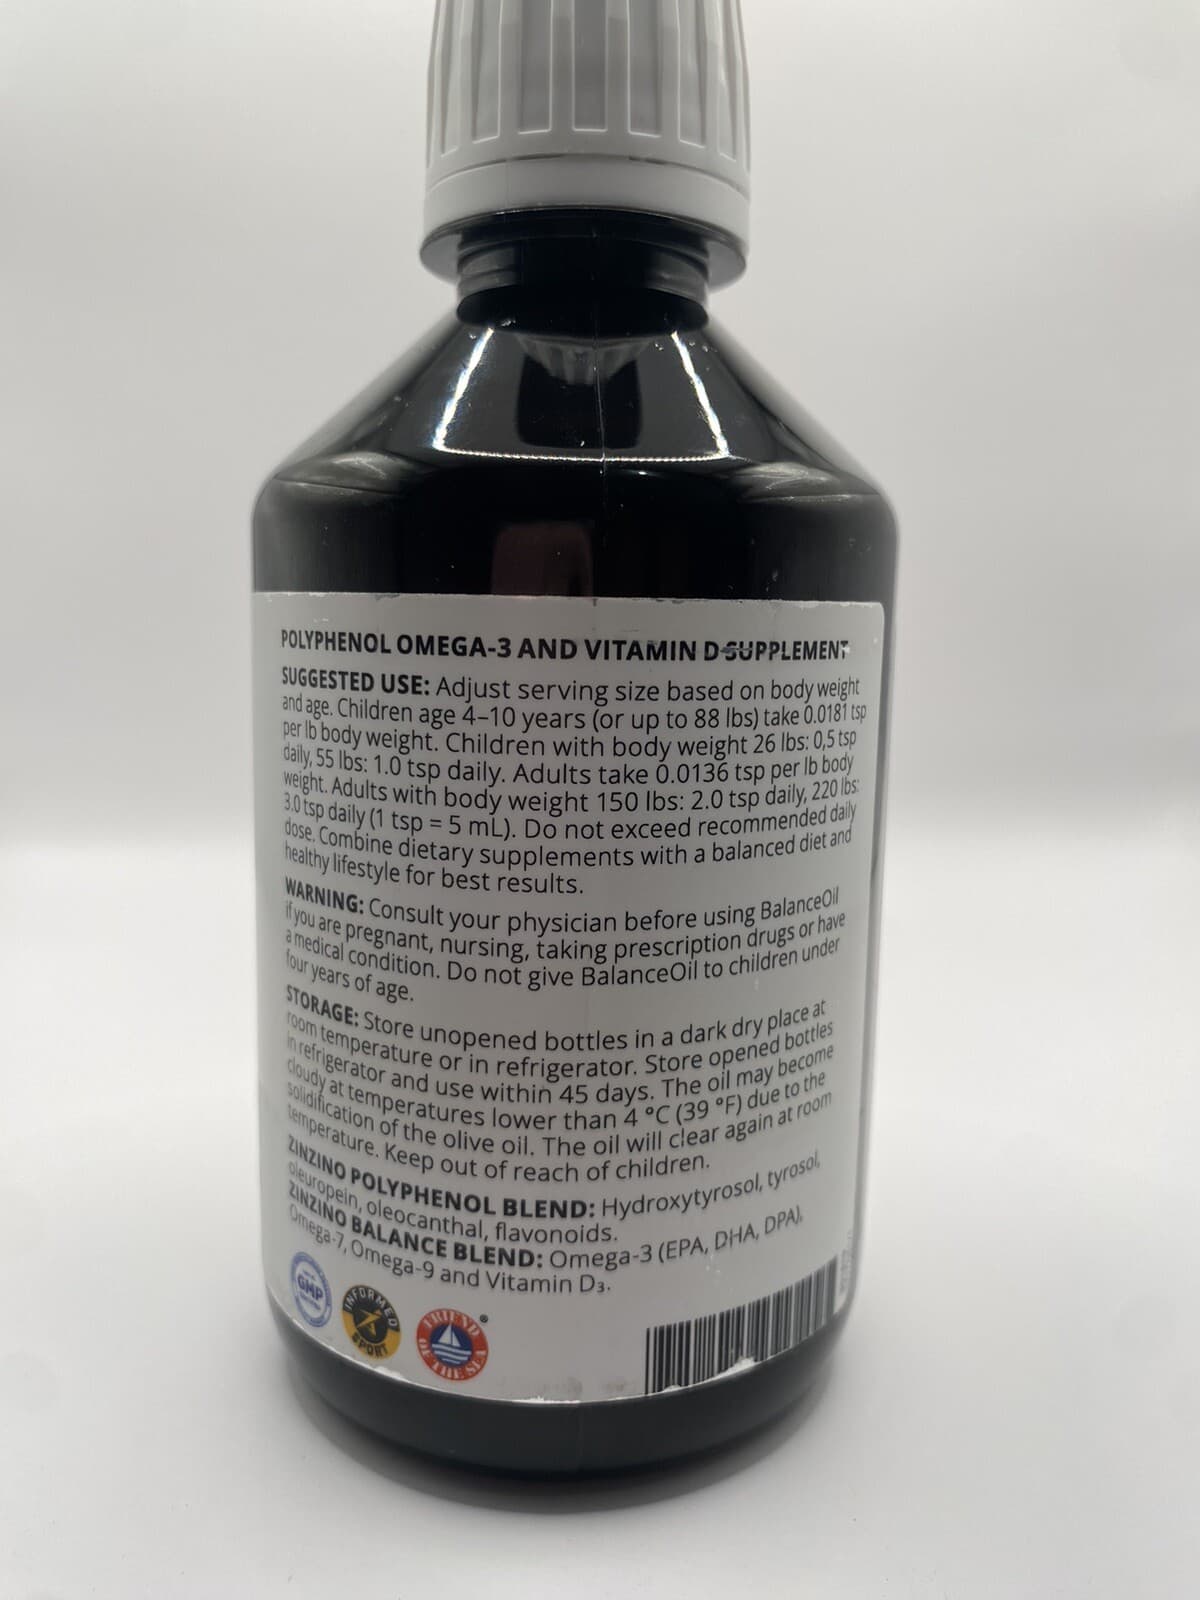 POLYPHENOL OMEGA-3 AND VITAMIN D-SUPPLEMENT
SUGGESTED USE: Adjust serving size based on body weight
and age. Children age 4–10 years (or up to 88 lbs) take 0.0181 tsp
per lb body weight. Children with body weight 26 lbs: 0,5 tsp
daily, 55 lbs: 1.0 tsp daily. Adults take 0.0136 tsp per lb body
weight. Adults with body weight 150 lbs: 2.0 tsp daily, 220 lbs:
3.0 tsp daily (1 tsp = 5 mL). Do not exceed recommended daily
dose. Combine dietary supplements with a balanced diet and
healthy lifestyle for best results.
WARNING: Consult your physician before using BalanceOil
if you are pregnant, nursing, taking prescription drugs or have
a medical condition. Do not give BalanceOil to children under
four years of age.
STORAGE: Store unopened bottles in a dark dry place at
room temperature or in refrigerator. Store opened bottles
in refrigerator and use within 45 days. The oil may become
cloudy at temperatures lower than 4 °C (39 °F) due to the
solidification of the olive oil. The oil will clear again at room
temperature. Keep out of reach of children.
ZINZINO POLYPHENOL BLEND: Hydroxytyrosol, tyrosol,
oleuropein, oleocanthal, flavonoids.
ZINZINO BALANCE BLEND: Omega-3 (EPA, DHA, DPA),
Omega-7, Omega-9 and Vitamin D₃.
GMP
INFORMED
SPORT
FRIEND
OF THE SEA
®